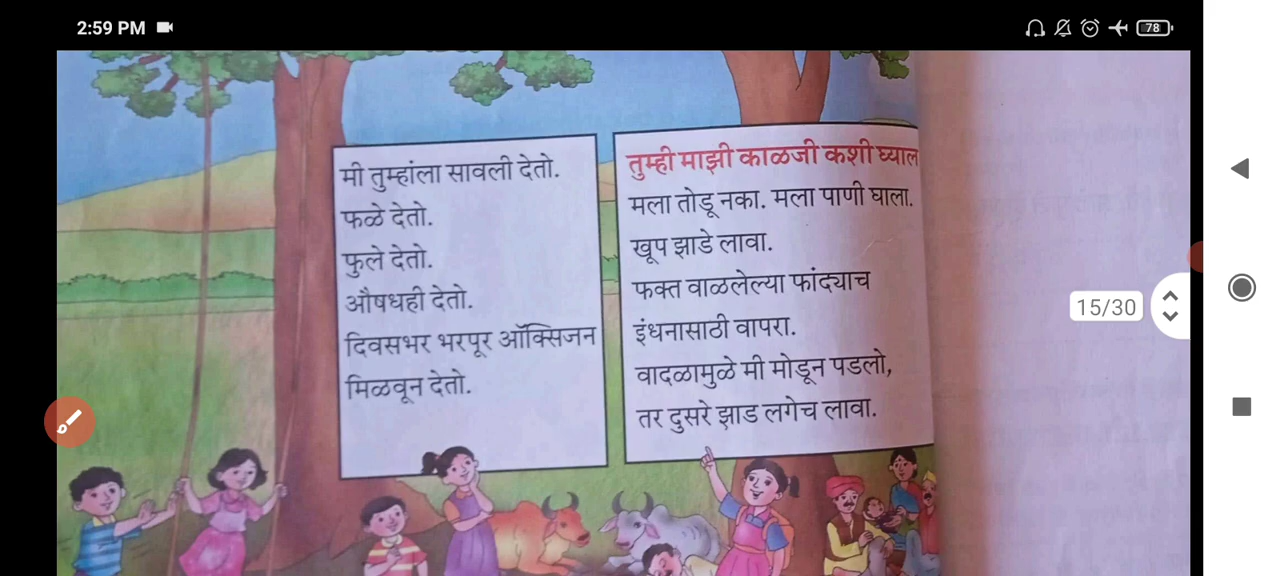 2:59 PM
78
मी तुम्हांला सावली देतो.
फळे देतो.
फुले देतो.
औषधही देतो.
दिवसभर भरपूर ऑक्सिजन
मिळवून देतो.
तुम्ही माझी काळजी कशी घ्याल
मला तोडू नका. मला पाणी घाला.
खूप झाडे लावा.
फक्त वाळलेल्या फांद्याच
इंधनासाठी वापरा.
वादळामुळे मी मोडून पडलो,
तर दुसरे झाड लगेच लावा.
15/30